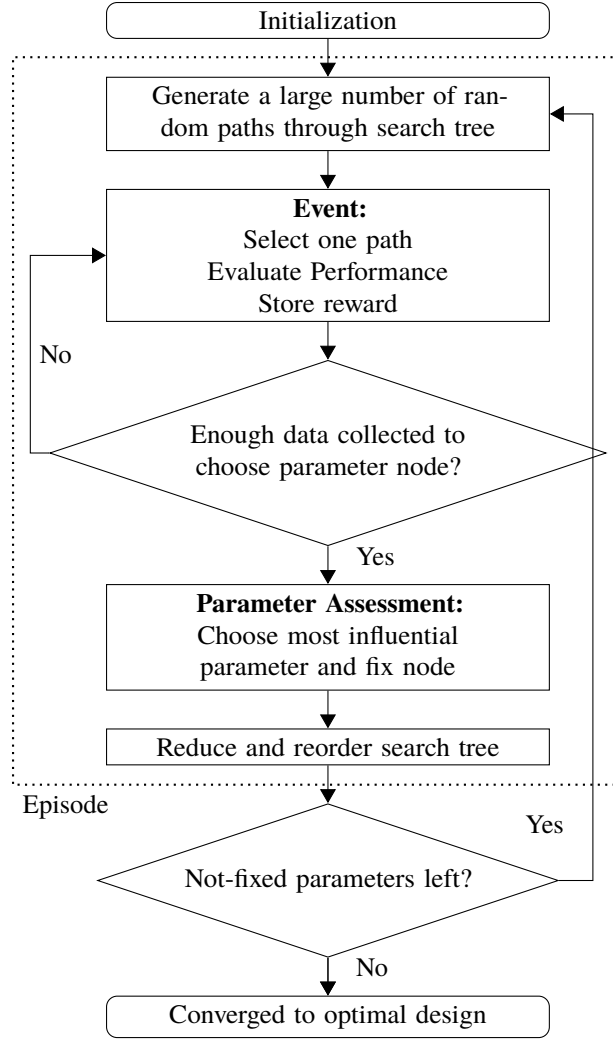 Initialization
Generate a large number of ran-
dom paths through search tree
Event:
Select one path
Evaluate Performance
Store reward
No
Enough data collected to
choose parameter node?
Yes
Parameter Assessment:
Choose most influential
parameter and fix node
Reduce and reorder search tree
Episode
Yes
Not-fixed parameters left?
No
Converged to optimal design